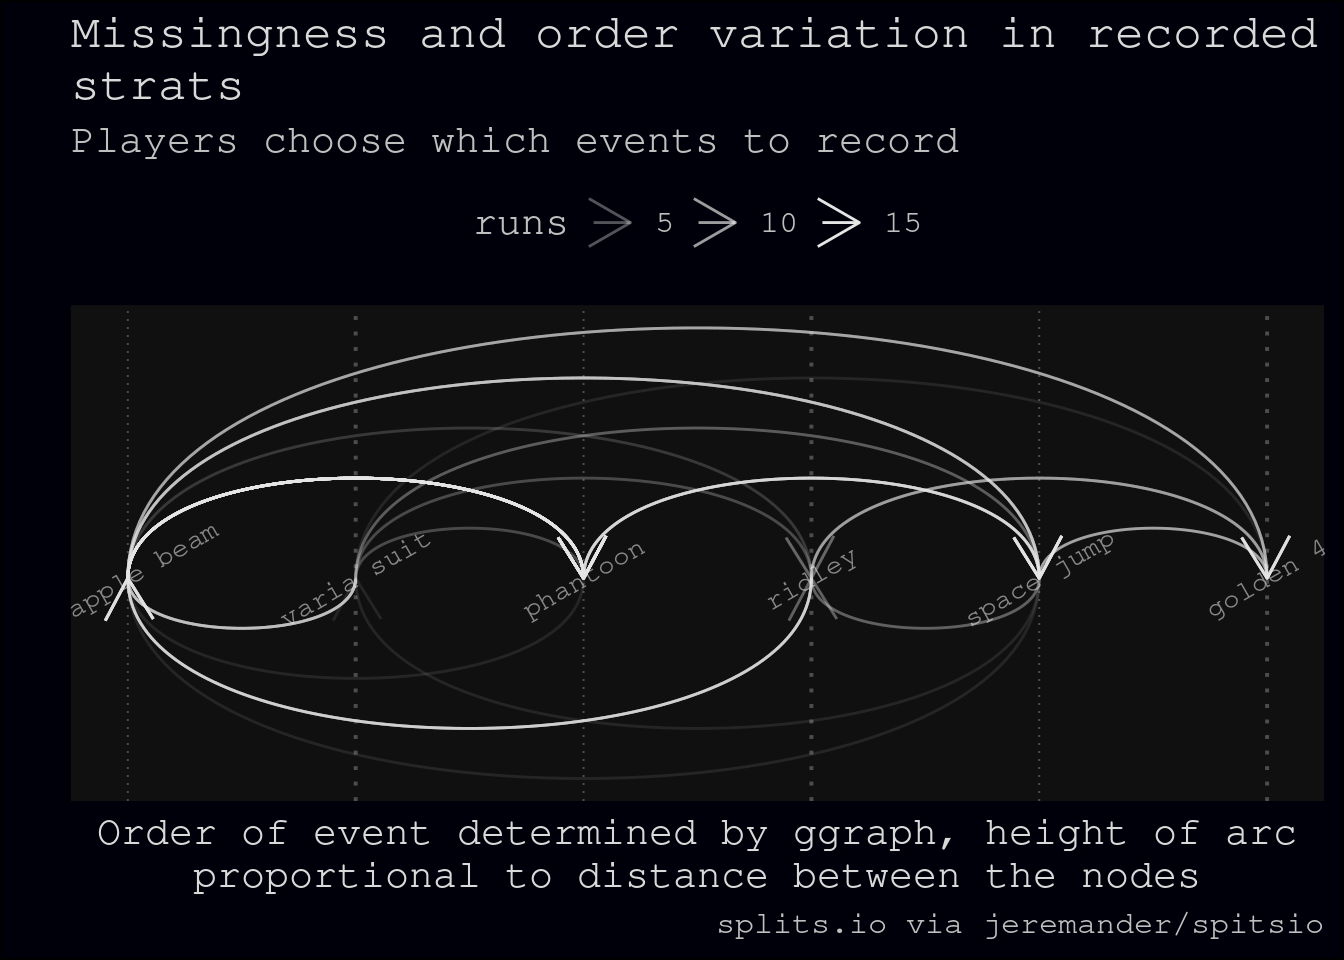 Missingness and order variation in recorded
strats
Players choose which events to record
runs 5 10 15
apple beam
varia suit
phantoon
ridley
space jump
golden 4
Order of event determined by ggraph, height of arc
proportional to distance between the nodes
splits.io via jeremander/spitsio